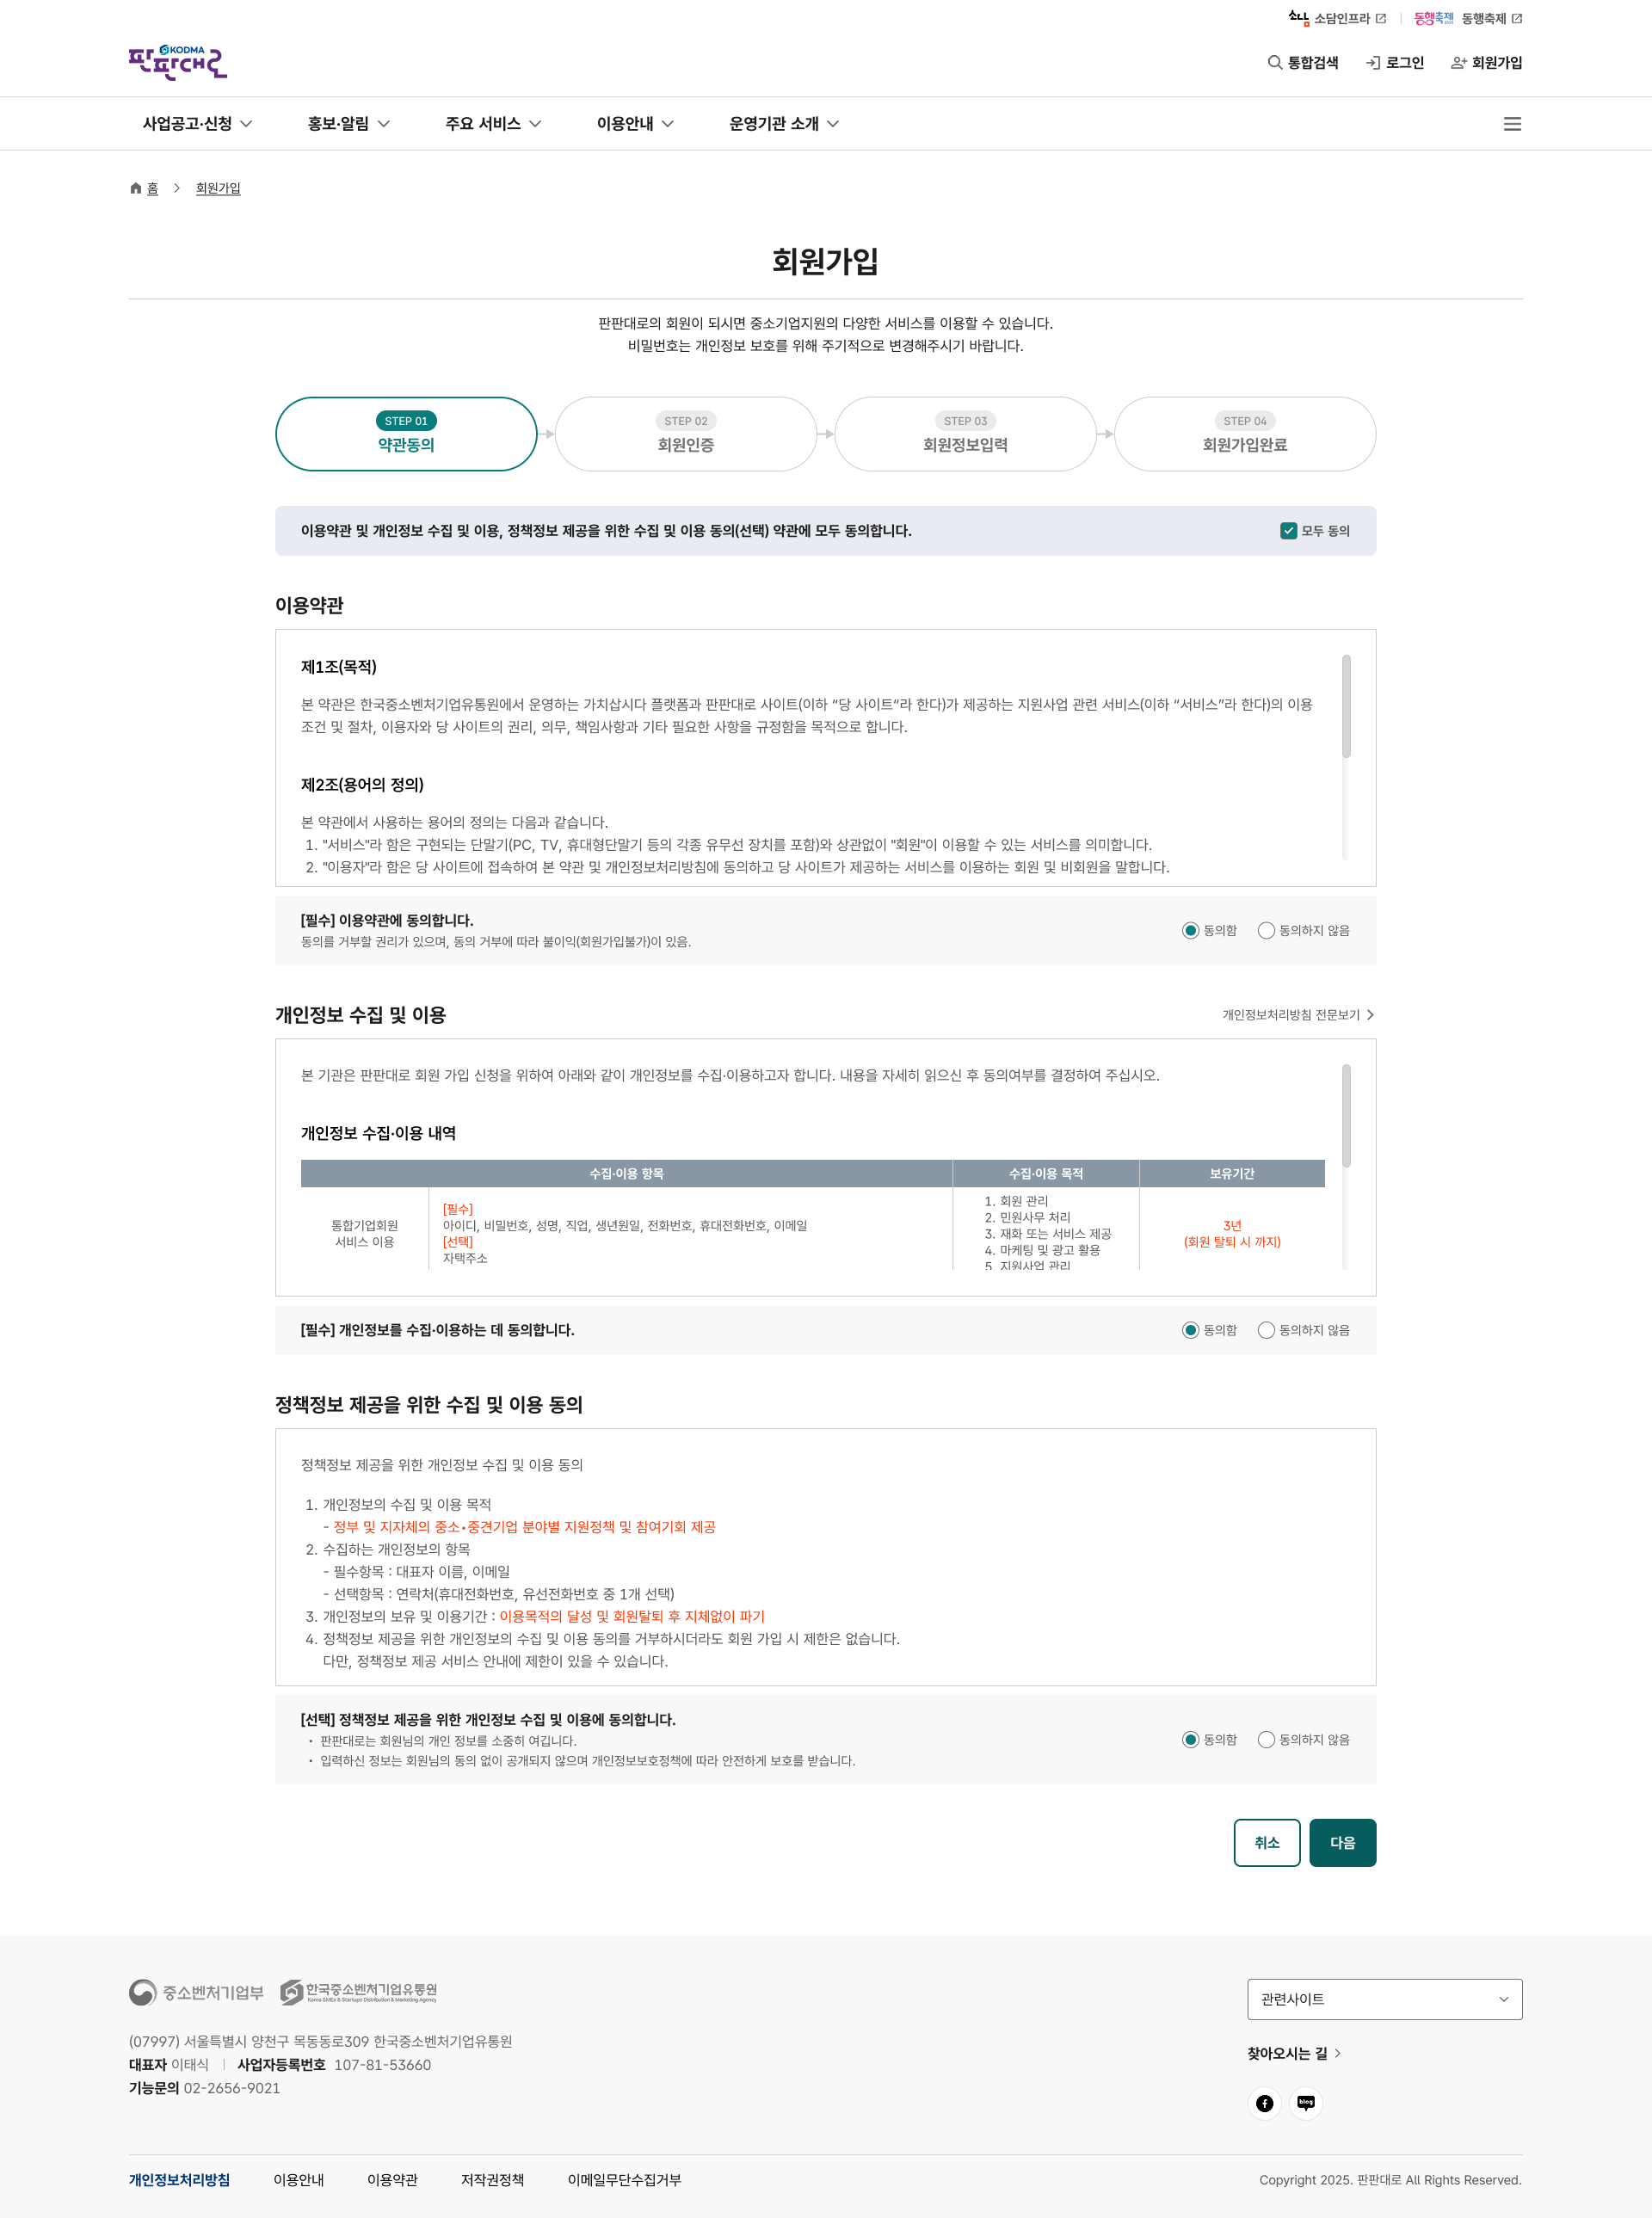 소담 소담인프라
동행축제 동행축제
KODMA
판판대로
통합검색
로그인
회원가입
사업공고·신청
홍보·알림
주요 서비스
이용안내
운영기관 소개
홈
회원가입
회원가입
판판대로의 회원이 되시면 중소기업지원의 다양한 서비스를 이용할 수 있습니다.
비밀번호는 개인정보 보호를 위해 주기적으로 변경해주시기 바랍니다.
STEP 01
약관동의
STEP 02
회원인증
STEP 03
회원정보입력
STEP 04
회원가입완료
이용약관 및 개인정보 수집 및 이용, 정책정보 제공을 위한 수집 및 이용 동의(선택) 약관에 모두 동의합니다.
모두 동의
이용약관
제1조(목적)
본 약관은 한국중소벤처기업유통원에서 운영하는 가치삽시다 플랫폼과 판판대로 사이트(이하 “당 사이트“라 한다)가 제공하는 지원사업 관련 서비스(이하 “서비스”라 한다)의 이용
조건 및 절차, 이용자와 당 사이트의 권리, 의무, 책임사항과 기타 필요한 사항을 규정함을 목적으로 합니다.
제2조(용어의 정의)
본 약관에서 사용하는 용어의 정의는 다음과 같습니다.
1. "서비스"라 함은 구현되는 단말기(PC, TV, 휴대형단말기 등의 각종 유무선 장치를 포함)와 상관없이 "회원"이 이용할 수 있는 서비스를 의미합니다.
2. "이용자"라 함은 당 사이트에 접속하여 본 약관 및 개인정보처리방침에 동의하고 당 사이트가 제공하는 서비스를 이용하는 회원 및 비회원을 말합니다.
[필수] 이용약관에 동의합니다.
동의를 거부할 권리가 있으며, 동의 거부에 따라 불이익(회원가입불가)이 있음.
동의함
동의하지 않음
개인정보 수집 및 이용
개인정보처리방침 전문보기
본 기관은 판판대로 회원 가입 신청을 위하여 아래와 같이 개인정보를 수집·이용하고자 합니다. 내용을 자세히 읽으신 후 동의여부를 결정하여 주십시오.
개인정보 수집·이용 내역
수집·이용 항목
수집·이용 목적
보유기간
통합기업회원
서비스 이용
[필수]
아이디, 비밀번호, 성명, 직업, 생년원일, 전화번호, 휴대전화번호, 이메일
[선택]
자택주소
1. 회원 관리
2. 민원사무 처리
3. 재화 또는 서비스 제공
4. 마케팅 및 광고 활용
5. 지원사업 관리
3년
(회원 탈퇴 시 까지)
[필수] 개인정보를 수집·이용하는 데 동의합니다.
동의함
동의하지 않음
정책정보 제공을 위한 수집 및 이용 동의
정책정보 제공을 위한 개인정보 수집 및 이용 동의
1. 개인정보의 수집 및 이용 목적
- 정부 및 지자체의 중소•중견기업 분야별 지원정책 및 참여기회 제공
2. 수집하는 개인정보의 항목
- 필수항목 : 대표자 이름, 이메일
- 선택항목 : 연락처(휴대전화번호, 유선전화번호 중 1개 선택)
3. 개인정보의 보유 및 이용기간 : 이용목적의 달성 및 회원탈퇴 후 지체없이 파기
4. 정책정보 제공을 위한 개인정보의 수집 및 이용 동의를 거부하시더라도 회원 가입 시 제한은 없습니다.
다만, 정책정보 제공 서비스 안내에 제한이 있을 수 있습니다.
[선택] 정책정보 제공을 위한 개인정보 수집 및 이용에 동의합니다.
• 판판대로는 회원님의 개인 정보를 소중히 여깁니다.
• 입력하신 정보는 회원님의 동의 없이 공개되지 않으며 개인정보보호정책에 따라 안전하게 보호를 받습니다.
동의함
동의하지 않음
취소
다음
중소벤처기업부
한국중소벤처기업유통원
Korea SMEs & Startups Distribution & Marketing Agency
(07997) 서울특별시 양천구 목동동로309 한국중소벤처기업유통원
대표자 이태식 | 사업자등록번호 107-81-53660
기능문의 02-2656-9021
관련사이트
찾아오시는 길
f
blog
개인정보처리방침
이용안내
이용약관
저작권정책
이메일무단수집거부
Copyright 2025. 판판대로 All Rights Reserved.